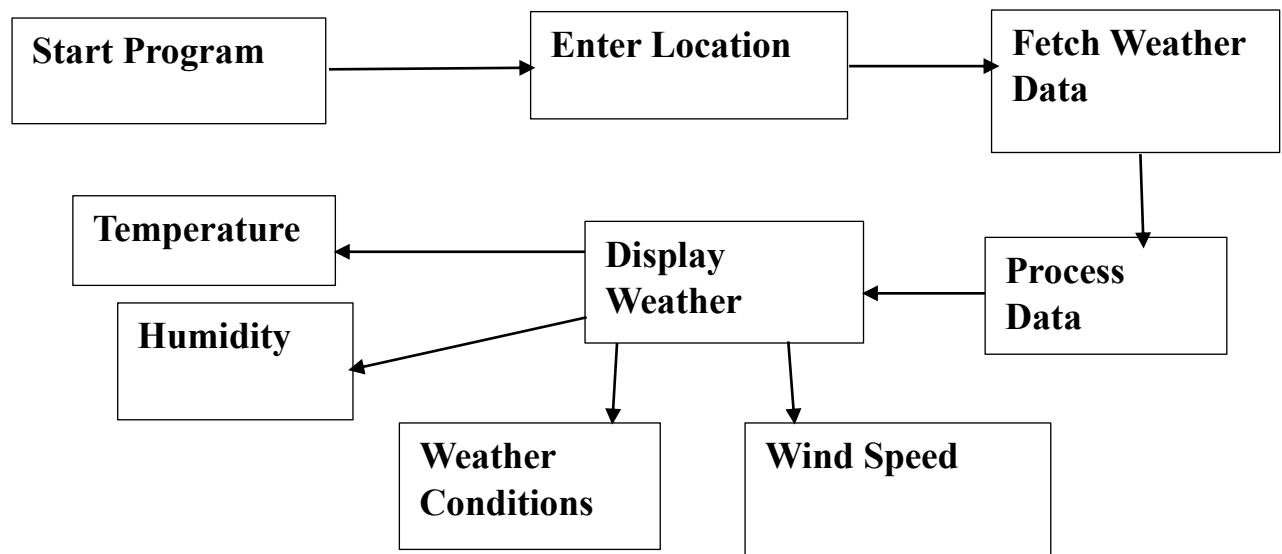 Start Program
Enter Location
Fetch Weather
Data
Temperature
Display
Weather
Process
Data
Humidity
Weather
Conditions
Wind Speed